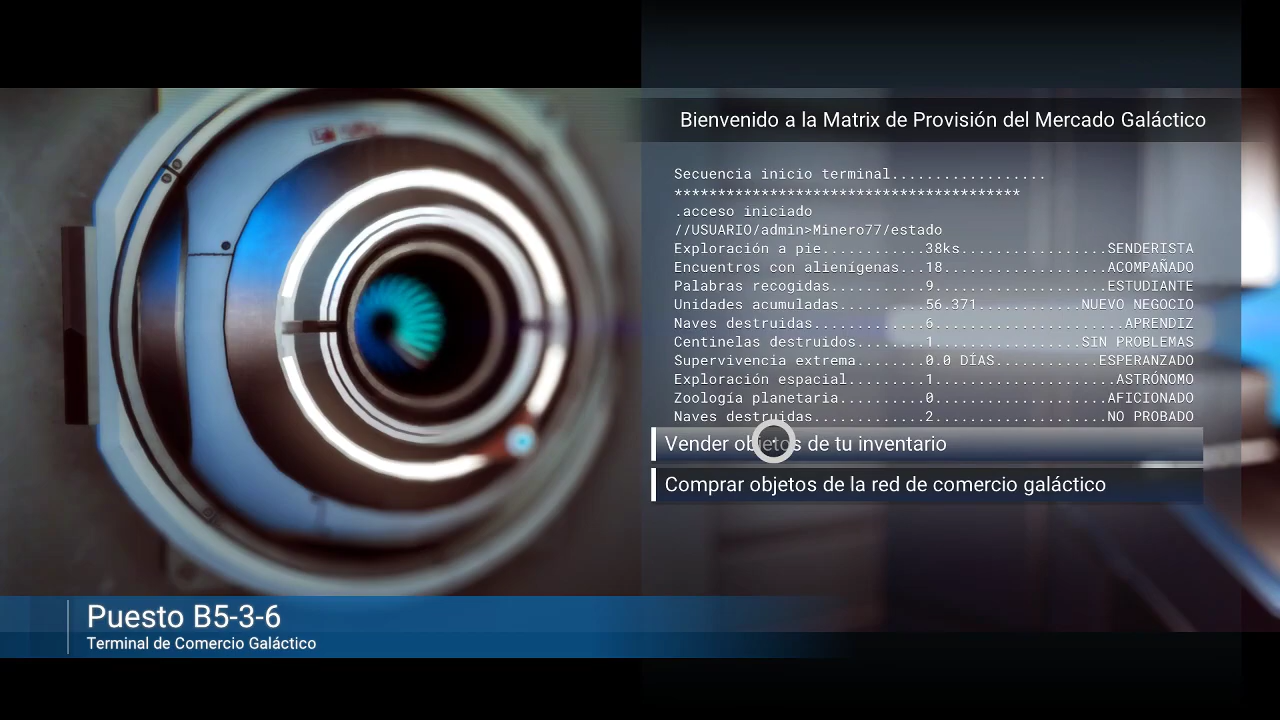 Bienvenido a la Matrix de Provisión del Mercado Galáctico
Secuencia inicio terminal..................
****************************************
.acceso iniciado
//USUARIO/admin>Minero77/estado
Exploración a pie............38ks.................SENDERISTA
Encuentros con alienígenas...18...................ACOMPAÑADO
Palabras recogidas...........9....................ESTUDIANTE
Unidades acumuladas..........56.371............NUEVO NEGOCIO
Naves destruidas.............6......................APRENDIZ
Centinelas destruidos........1.................SIN PROBLEMAS
Supervivencia extrema........0.0 DÍAS............ESPERANZADO
Exploración espacial.........1.....................ASTRÓNOMO
Zoología planetaria..........0....................AFICIONADO
Naves destruidas.............2.....................NO PROBADO
Vender objetos de tu inventario
Comprar objetos de la red de comercio galáctico
Puesto B5-3-6
Terminal de Comercio Galáctico